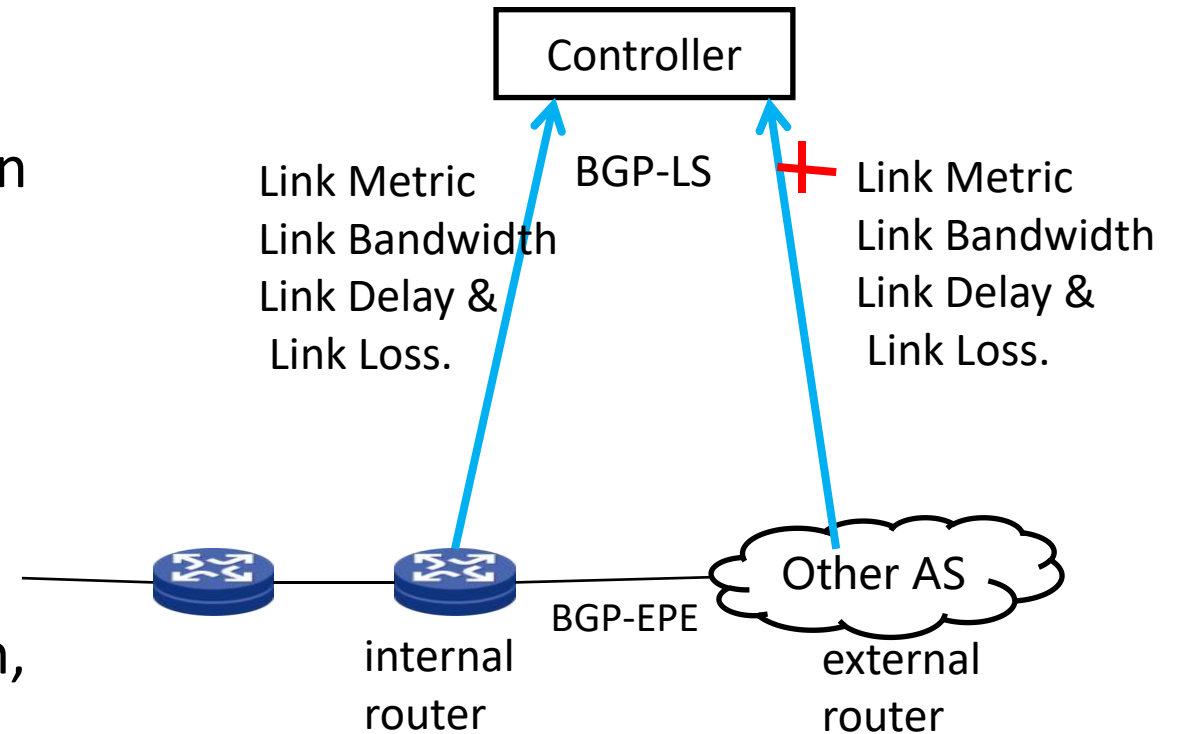 Controller
n
BGP-LS
Link Metric
Link Bandwidth
Link Delay &
Link Loss.
Link Metric
Link Bandwidth
Link Delay &
Link Loss.
Other AS
BGP-EPE
n,
internal
router
external
router